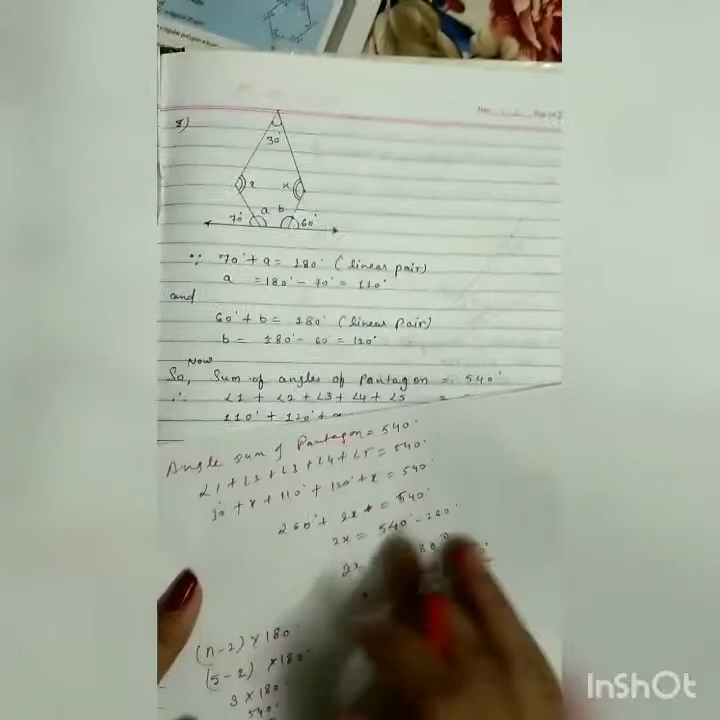 8)
30°
x x
70° a b 60°
∵ 70° + a = 180° (linear pair)
a = 180° - 70° = 110°
and
60° + b = 180° (linear pair)
b = 180° - 60° = 120°
Now
So, Sum of angles of Pantagon = 540°
∴ ∠1 + ∠2 + ∠3 + ∠4 + ∠5
110° + 120° +
Angle sum of Pantagon = 540°
∠1 + ∠2 + ∠3 + ∠4 + ∠5 = 540°
30° + x + 110° + 120° + x = 540°
260° + 2x = 540°
2x = 540° - 260°
2x
(n-2) × 180°
(5-2) × 180°
3 × 180°
540°
InShOt